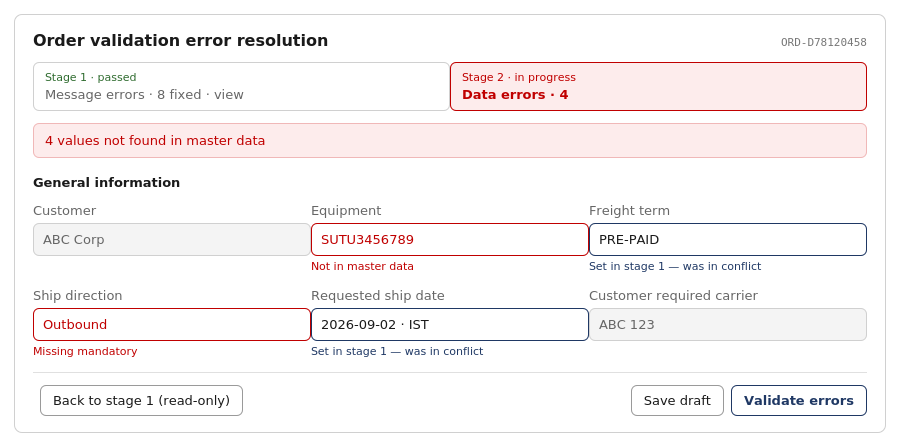 Order validation error resolution
ORD-D78120458
Stage 1 · passed
Message errors · 8 fixed · view
Stage 2 · in progress
Data errors · 4
4 values not found in master data
General information
Customer
Equipment
Freight term
ABC Corp
SUTU3456789
PRE-PAID
Not in master data
Set in stage 1 — was in conflict
Ship direction
Requested ship date
Customer required carrier
Outbound
2026-09-02 · IST
ABC 123
Missing mandatory
Set in stage 1 — was in conflict
Back to stage 1 (read-only)
Save draft
Validate errors